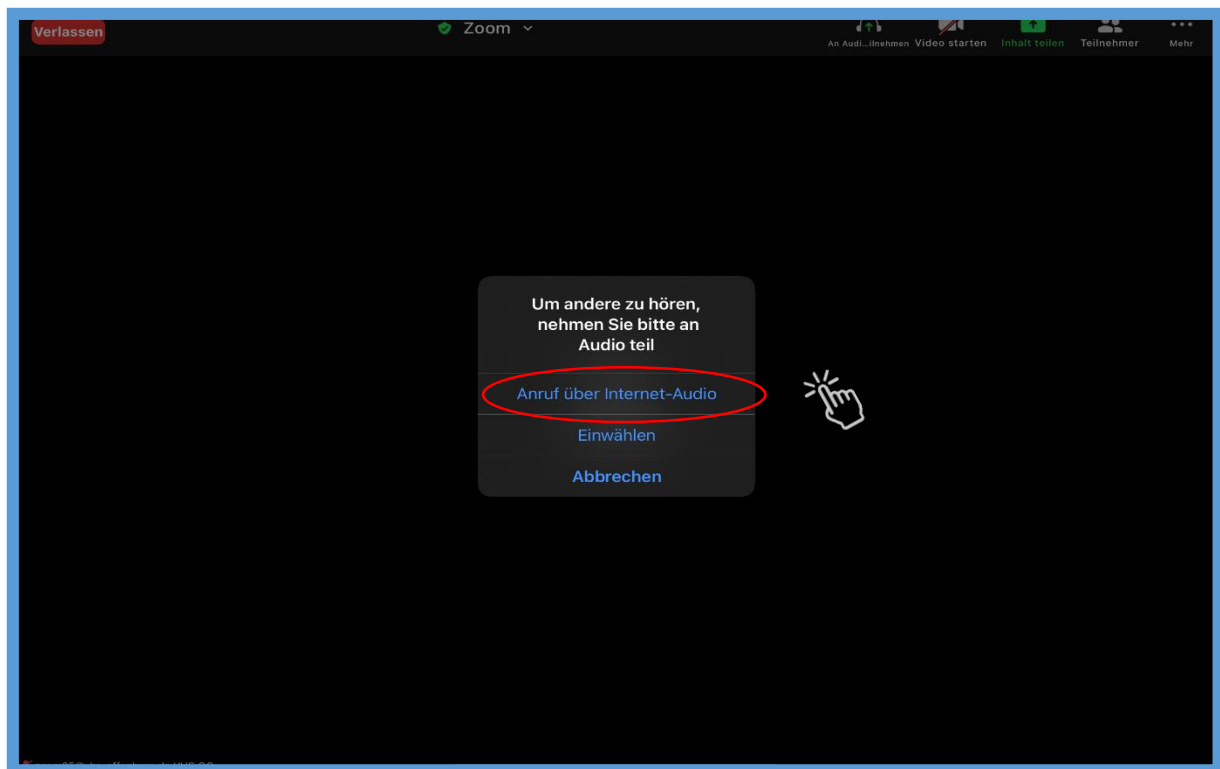 Verlassen
Zoom
An Audi...ilnehmen Video starten Inhalt teilen Teilnehmer Mehr
Um andere zu hören,
nehmen Sie bitte an
Audio teil
Anruf über Internet-Audio
Einwählen
Abbrechen